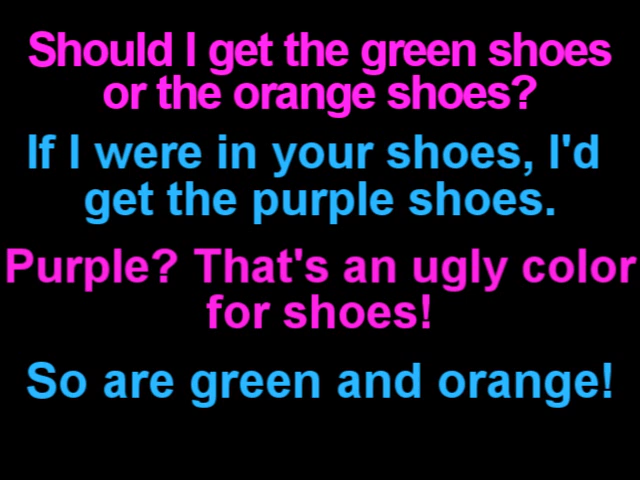 Should I get the green shoes
or the orange shoes?
If I were in your shoes, I'd
get the purple shoes.
Purple? That's an ugly color
for shoes!
So are green and orange!